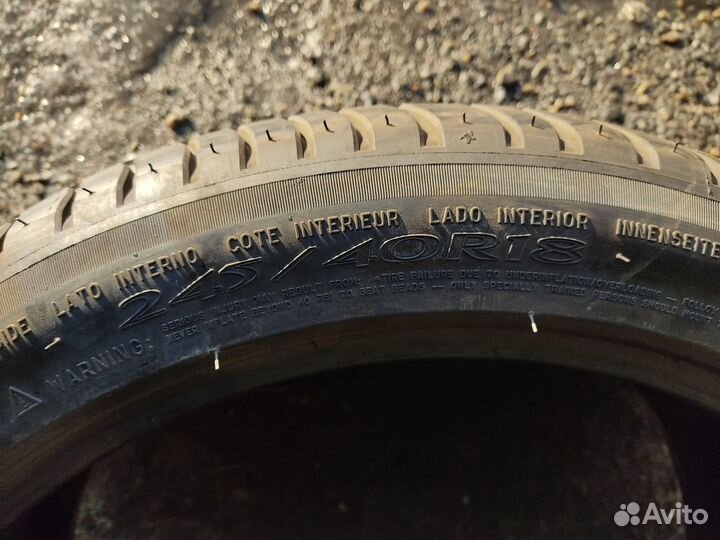 LATO INTERNO COTE INTERIEUR LADO INTERIOR INNENSEITE
245/40R18
WARNING: SERIOUS INJURY MAY RESULT FROM: -TIRE FAILURE DUE TO UNDERINFLATION/OVERLOADING - FOLLOW
NEVER INFLATE BEYOND 40 PSI TO SEAT BEADS - ONLY SPECIALLY TRAINED PERSONS SHOULD MOUNT
Avito